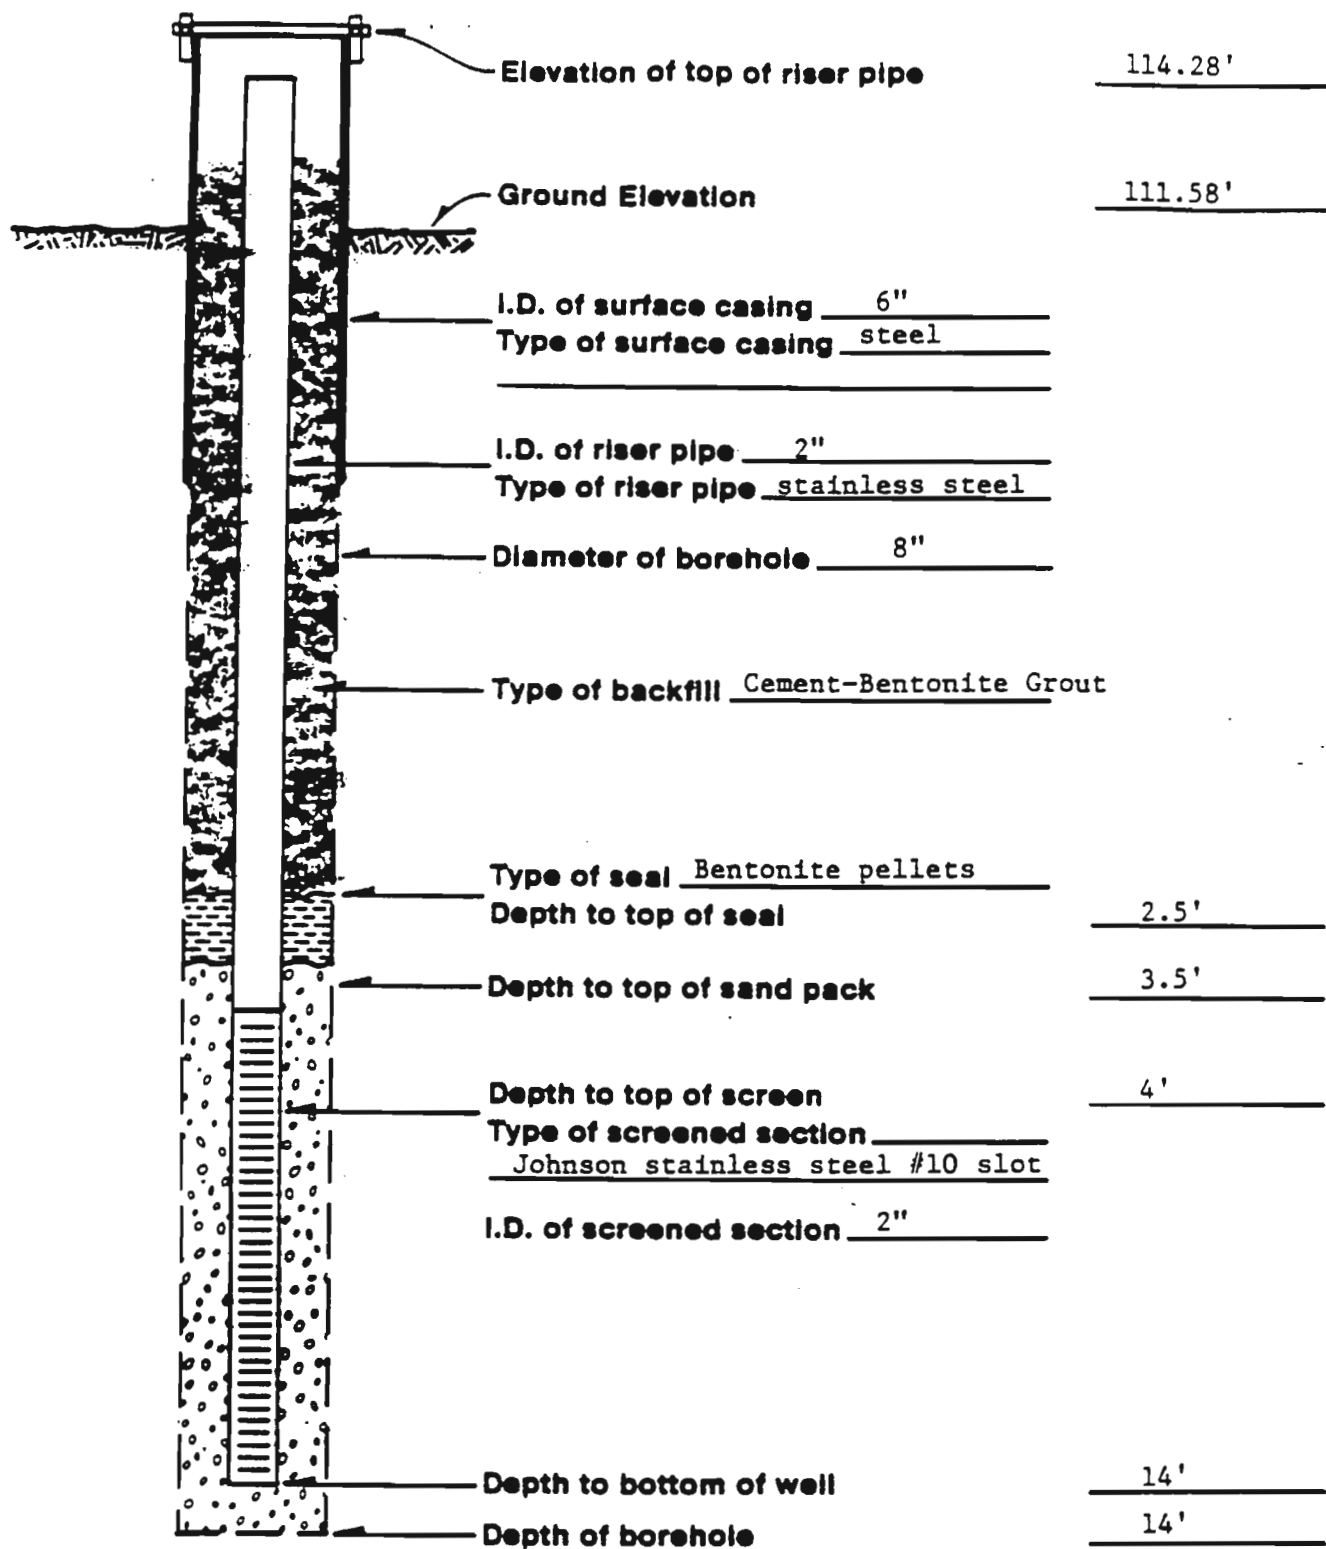 Elevation of top of riser pipe 114.28'
Ground Elevation 111.58'
I.D. of surface casing 6"
Type of surface casing steel
I.D. of riser pipe 2"
Type of riser pipe stainless steel
Diameter of borehole 8"
Type of backfill Cement-Bentonite Grout
Type of seal Bentonite pellets
Depth to top of seal 2.5'
Depth to top of sand pack 3.5'
Depth to top of screen 4'
Type of screened section
Johnson stainless steel #10 slot
I.D. of screened section 2"
Depth to bottom of well 14'
Depth of borehole 14'